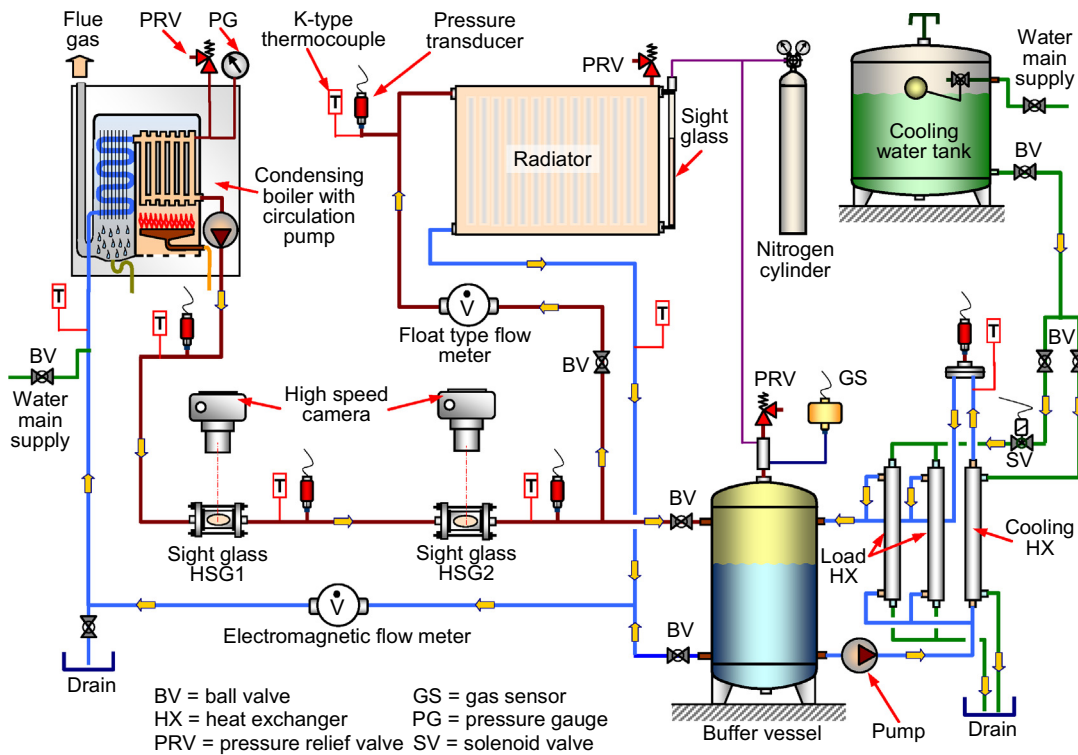 Flue
gas
PRV
PG
K-type
thermocouple
Pressure
transducer
T
PRV
Radiator
Sight
glass
Nitrogen
cylinder
Cooling
water tank
Water
main
supply
BV
Condensing
boiler with
circulation
pump
T
T
V̇
Float type flow
meter
T
BV
BV
Water
main
supply
High speed
camera
PRV
GS
T
BV
SV
T
T
BV
Sight glass
HSG1
Sight glass
HSG2
Load
HX
Cooling
HX
V̇
Electromagnetic flow meter
BV
Drain
Buffer vessel
Pump
Drain
BV = ball valve
HX = heat exchanger
PRV = pressure relief valve
GS = gas sensor
PG = pressure gauge
SV = solenoid valve